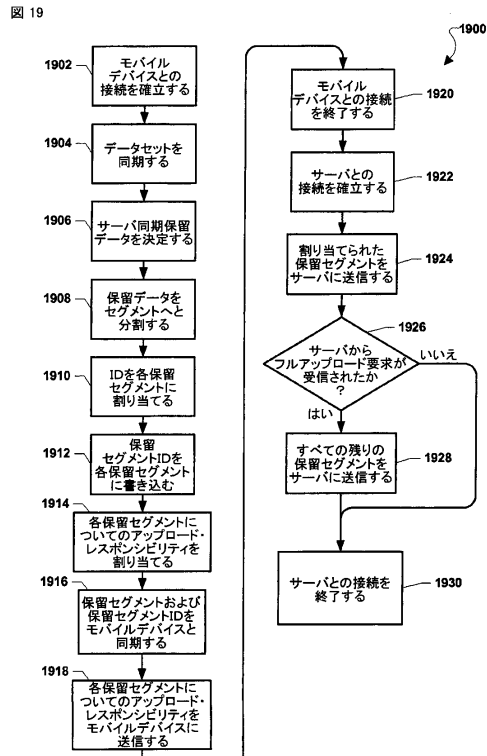 図 19
1900
1902
モバイル
デバイスとの
接続を確立する
1904
データセットを
同期する
1906
サーバ同期保留
データを決定する
1908
保留データを
セグメントへと
分割する
1910
IDを各保留
セグメントに
割り当てる
1912
保留
セグメントIDを
各保留セグメント
に書き込む
1914
各保留セグメントに
ついてのアップロード・
レスポンシビリティを
割り当てる
1916
保留セグメントおよび
保留セグメントIDを
モバイルデバイスと
同期する
1918
各保留セグメントに
ついてのアップロード・
レスポンシビリティを
モバイルデバイスに
送信する
1920
モバイル
デバイスとの接続
を終了する
1922
サーバとの
接続を確立する
1924
割り当てられた
保留セグメントを
サーバに送信する
1926
サーバから
フルアップロード要求が
受信されたか
?
いいえ
はい
1928
すべての残りの
保留セグメントを
サーバに送信する
1930
サーバとの接続を
終了する